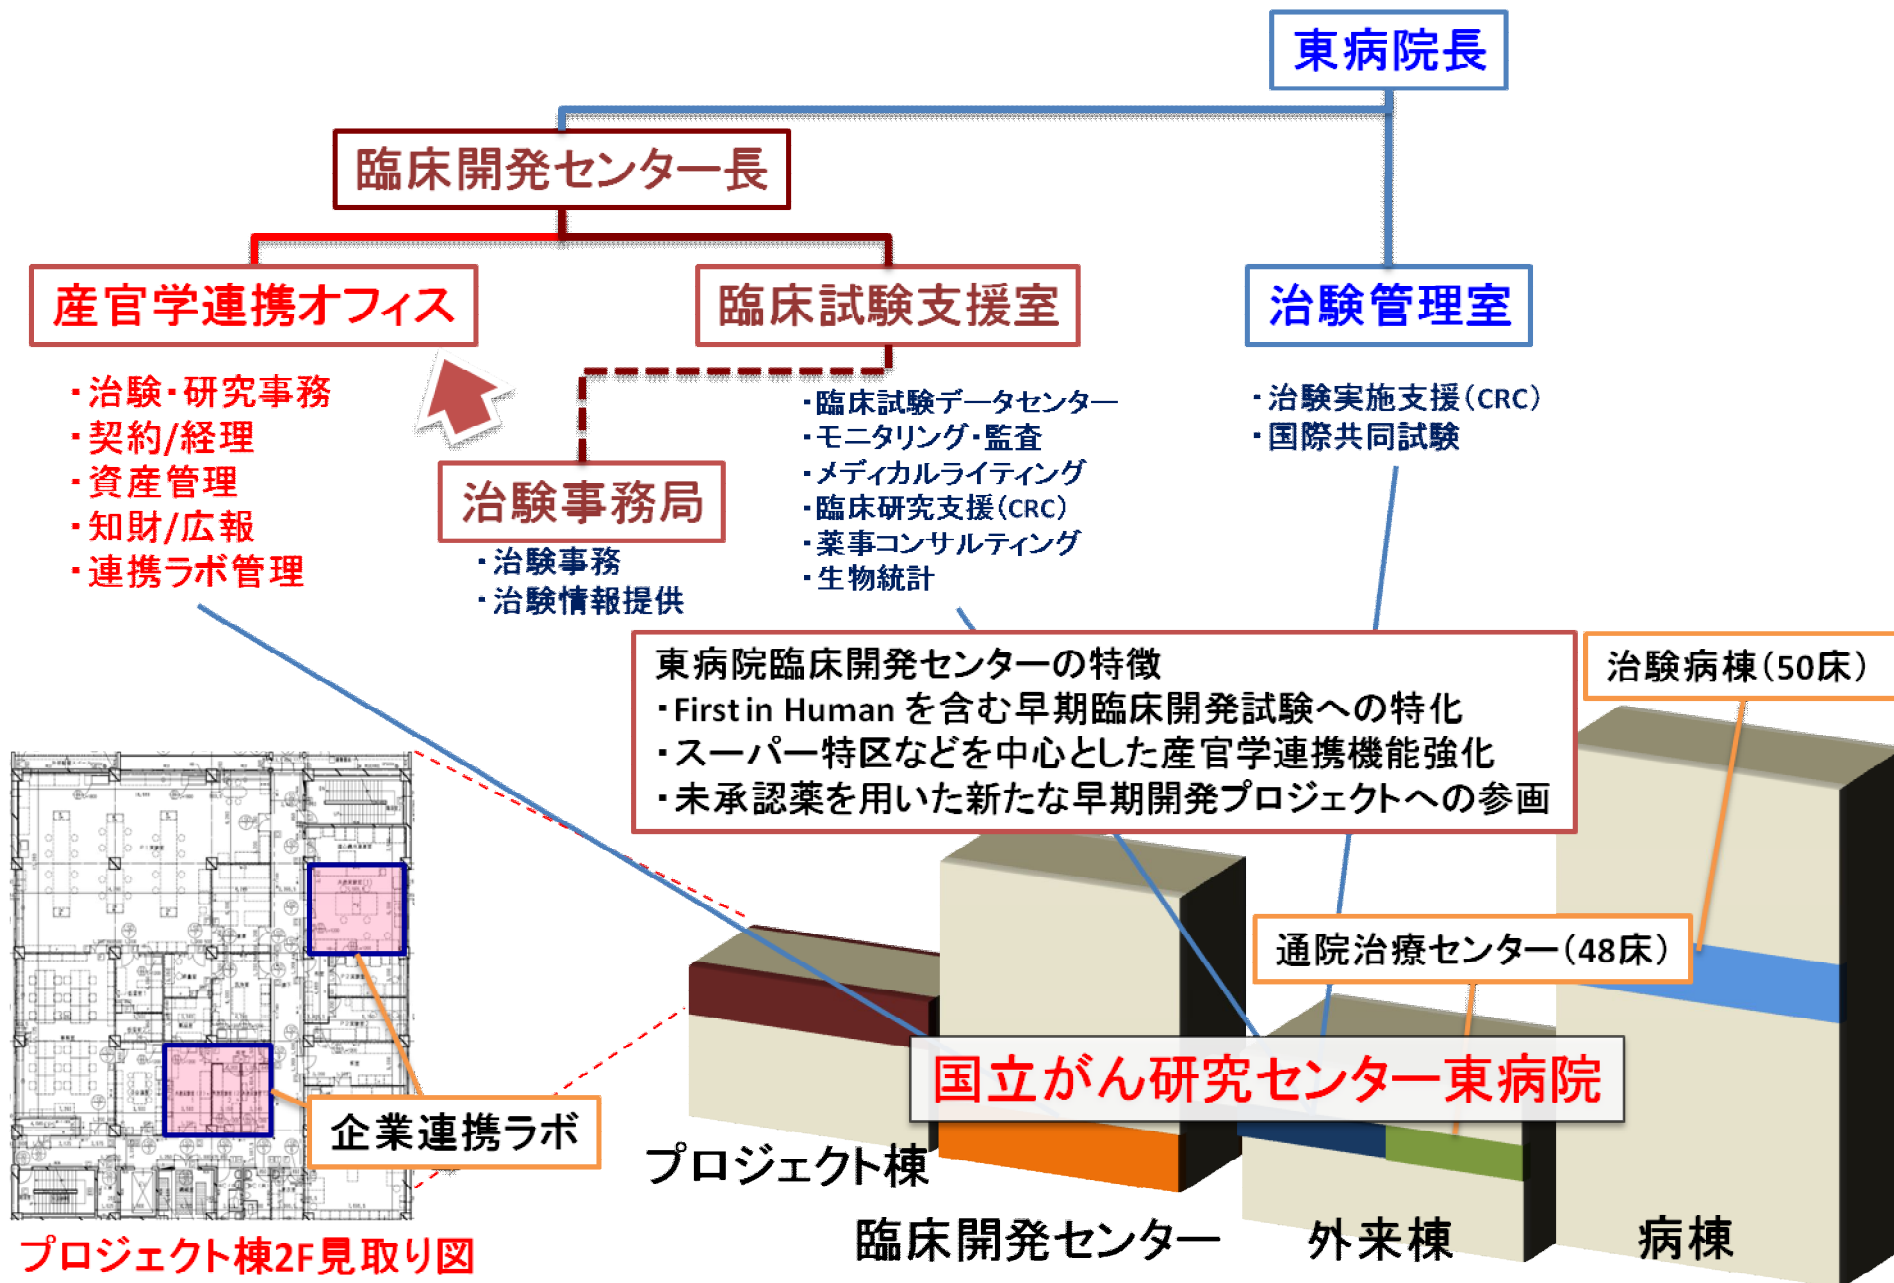 東病院長
臨床開発センター長
産官学連携オフィス
臨床試験支援室
治験管理室
・治験・研究事務
・契約/経理
・資産管理
・知財/広報
・連携ラボ管理
治験事務局
・治験事務
・治験情報提供
・臨床試験データセンター
・モニタリング・監査
・メディカルライティング
・臨床研究支援(CRC)
・薬事コンサルティング
・生物統計
・治験実施支援(CRC)
・国際共同試験
東病院臨床開発センターの特徴
・First in Human を含む早期臨床開発試験への特化
・スーパー特区などを中心とした産官学連携機能強化
・未承認薬を用いた新たな早期開発プロジェクトへの参画
治験病棟(50床)
通院治療センター(48床)
国立がん研究センター東病院
企業連携ラボ
プロジェクト棟
臨床開発センター
外来棟
病棟
プロジェクト棟2F見取り図